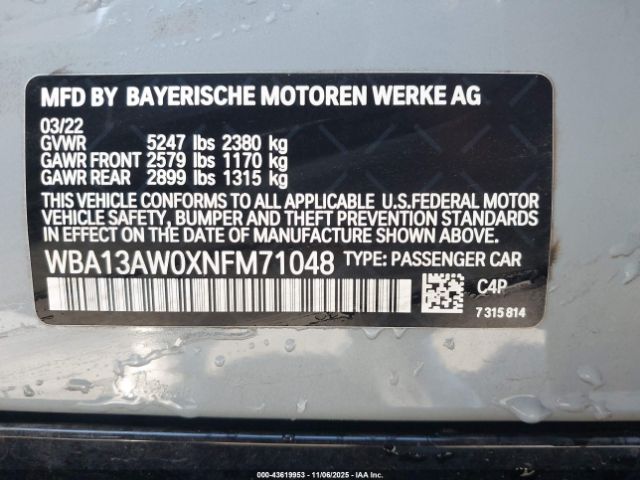 MFD BY BAYERISCHE MOTOREN WERKE AG
03/22
GVWR 5247 lbs 2380 kg
GAWR FRONT 2579 lbs 1170 kg
GAWR REAR 2899 lbs 1315 kg
THIS VEHICLE CONFORMS TO ALL APPLICABLE U.S.FEDERAL MOTOR
VEHICLE SAFETY, BUMPER AND THEFT PREVENTION STANDARDS
IN EFFECT ON THE DATE OF MANUFACTURE SHOWN ABOVE.
WBA13AW0XNFM71048 TYPE: PASSENGER CAR
C4P
7 315 814
000-43619953 - 11/06/2025 - IAA Inc.